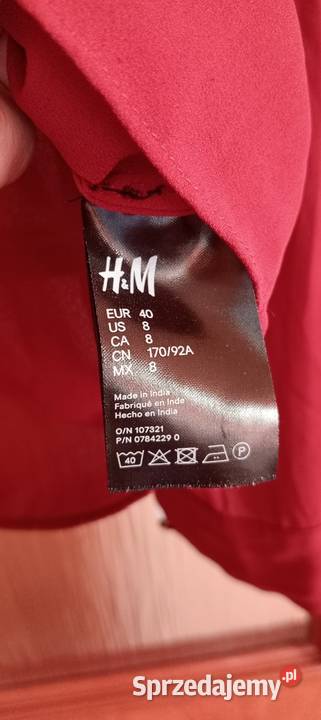 H&M
EUR 40
US 8
CA 8
CN 170/92A
MX 8
Made in India
Fabriqué en Inde
Hecho en India
O/N 107321
P/N 0784229 0
40 P
Sprzedajemy.pl